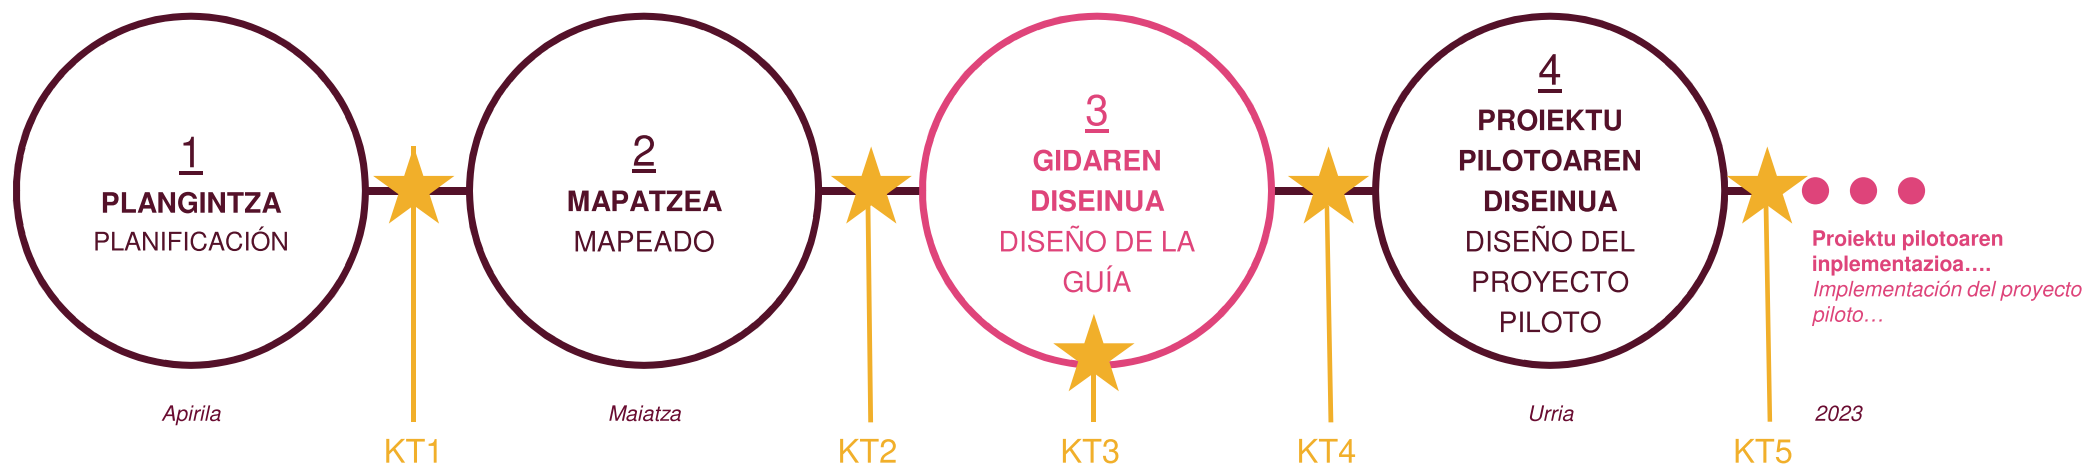 1
PLANGINTZA
PLANIFICACIÓN
2
MAPATZEA
MAPEADO
3
GIDAREN
DISEINUA
DISEÑO DE LA
GUÍA
4
PROIEKTU
PILOTOAREN
DISEINUA
DISEÑO DEL
PROYECTO
PILOTO
Proiektu pilotoaren
inplementazioa....
Implementación del proyecto
piloto...
Apirila
Maiatza
Urria
2023
KT1
KT2
KT3
KT4
KT5